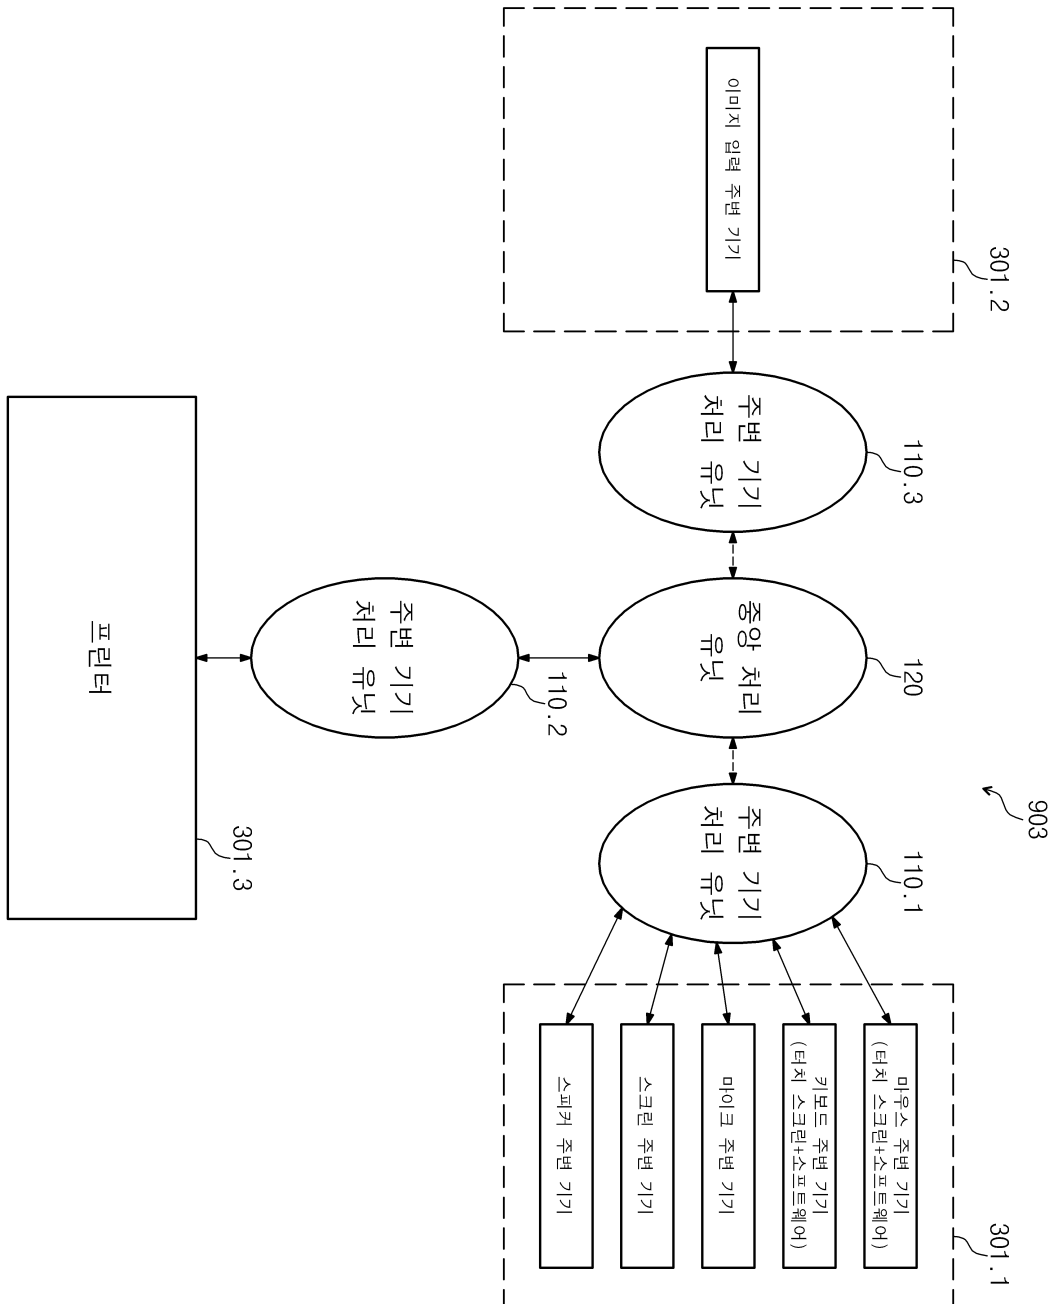 903
301.2
이미지 입력 주변 기기
110.3
주변 기기
처리 유닛
120
중앙 처리
유닛
110.1
주변 기기
처리 유닛
301.1
마우스 주변 기기
(터치 스크린+소프트웨어)
키보드 주변 기기
(터치 스크린+소프트웨어)
마이크 주변 기기
스크린 주변 기기
스피커 주변 기기
110.2
주변 기기
처리 유닛
301.3
프린터